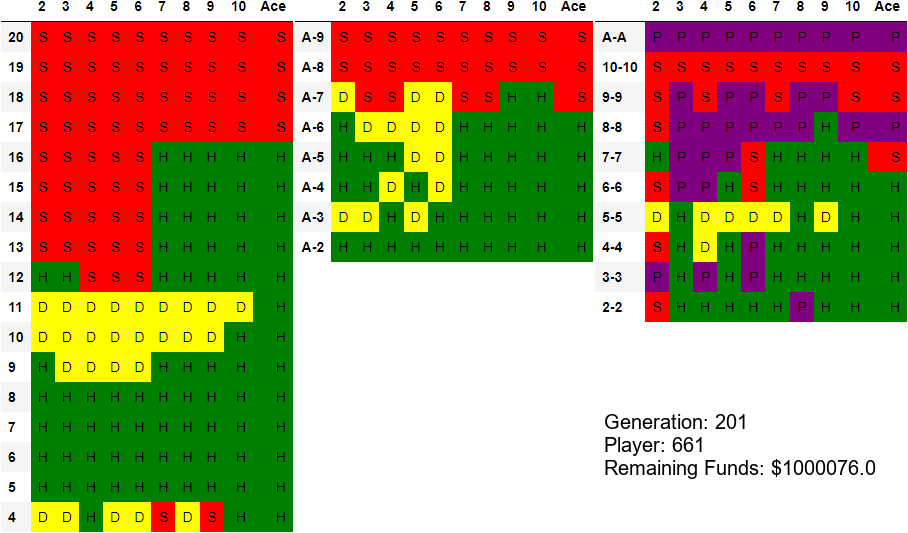 2 3 4 5 6 7 8 9 10 Ace
20 S S S S S S S S S S
19 S S S S S S S S S S
18 S S S S S S S S S S
17 S S S S S S S S S S
16 S S S S S H H H H H
15 S S S S S H H H H H
14 S S S S S H H H H H
13 S S S S S H H H H H
12 H H S S S H H H H H
11 D D D D D D D D D H
10 D D D D D D D D H H
9 H D D D D H H H H H
8 H H H H H H H H H H
7 H H H H H H H H H H
6 H H H H H H H H H H
5 H H H H H H H H H H
4 D D H D D S D S H H
2 3 4 5 6 7 8 9 10 Ace
A-9 S S S S S S S S S S
A-8 S S S S S S S S S S
A-7 D S S D D S S H H S
A-6 H D D D D H H H H H
A-5 H H H D D H H H H H
A-4 H H D H D H H H H H
A-3 D D H D H H H H H H
A-2 H H H H H H H H H H
2 3 4 5 6 7 8 9 10 Ace
A-A P P P P P P P P P P
10-10 S S S S S S S S S S
9-9 S P S P P S P P S S
8-8 S P P P P P P H P P
7-7 H P P P S H H H H S
6-6 S P P H S H H H H H
5-5 D H D D D D H D H H
4-4 S H D H P H H H H H
3-3 P H P H P H H H H H
2-2 S H H H H H P H H H
Generation: 201
Player: 661
Remaining Funds: $1000076.0